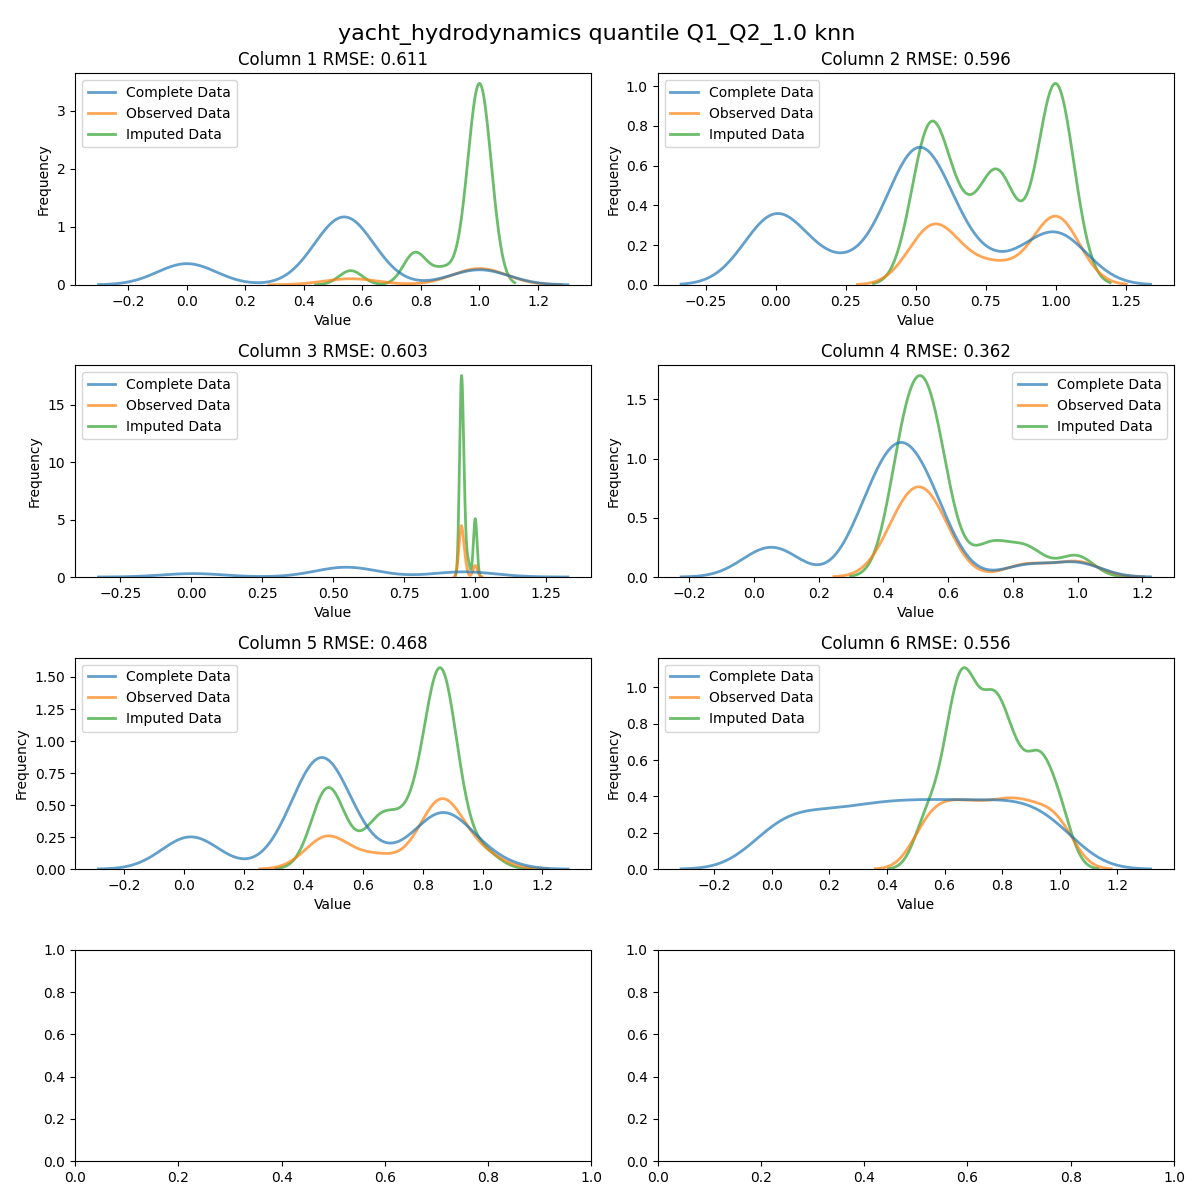 yacht_hydrodynamics quantile Q1_Q2_1.0 knn
Column 1 RMSE: 0.611
Complete Data
Observed Data
Imputed Data
Frequency
3
2
1
0
−0.2 0.0 0.2 0.4 0.6 0.8 1.0 1.2
Value
Column 2 RMSE: 0.596
Complete Data
Observed Data
Imputed Data
Frequency
1.0
0.8
0.6
0.4
0.2
0.0
−0.25 0.00 0.25 0.50 0.75 1.00 1.25
Value
Column 3 RMSE: 0.603
Complete Data
Observed Data
Imputed Data
Frequency
15
10
5
0
−0.25 0.00 0.25 0.50 0.75 1.00 1.25
Value
Column 4 RMSE: 0.362
Complete Data
Observed Data
Imputed Data
Frequency
1.5
1.0
0.5
0.0
−0.2 0.0 0.2 0.4 0.6 0.8 1.0 1.2
Value
Column 5 RMSE: 0.468
Complete Data
Observed Data
Imputed Data
Frequency
1.50
1.25
1.00
0.75
0.50
0.25
0.00
−0.2 0.0 0.2 0.4 0.6 0.8 1.0 1.2
Value
Column 6 RMSE: 0.556
Complete Data
Observed Data
Imputed Data
Frequency
1.0
0.8
0.6
0.4
0.2
0.0
−0.2 0.0 0.2 0.4 0.6 0.8 1.0 1.2
Value
1.0
0.8
0.6
0.4
0.2
0.0
0.0 0.2 0.4 0.6 0.8 1.0
1.0
0.8
0.6
0.4
0.2
0.0
0.0 0.2 0.4 0.6 0.8 1.0